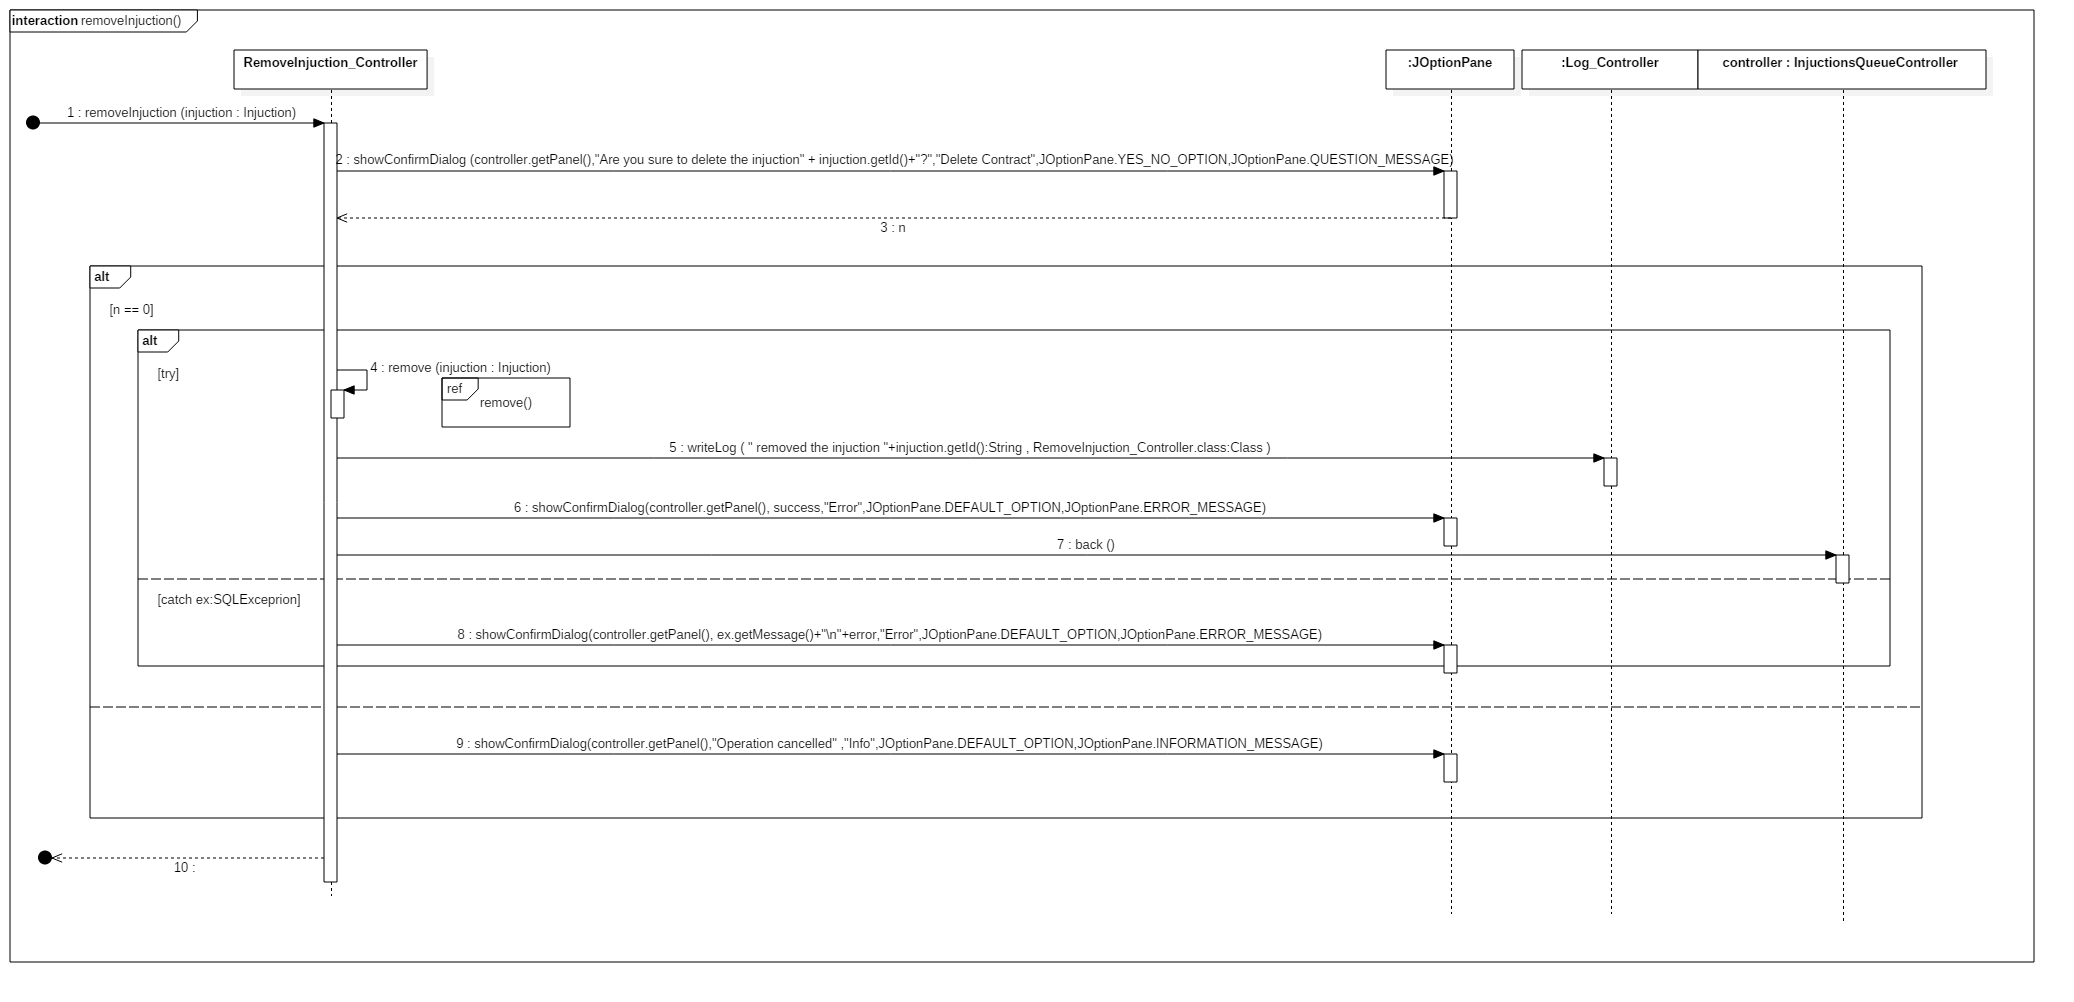 interaction removeInjuction()
RemoveInjuction_Controller
:JOptionPane
:Log_Controller
controller : InjuctionsQueueController
1 : removeInjuction (injuction : Injuction)
2 : showConfirmDialog (controller.getPanel(),"Are you sure to delete the injuction" + injuction.getId()+"?","Delete Contract",JOptionPane.YES_NO_OPTION,JOptionPane.QUESTION_MESSAGE)
3 : n
alt
[n == 0]
alt
[try]
4 : remove (injuction : Injuction)
ref
remove()
5 : writeLog ( " removed the injuction "+injuction.getId():String , RemoveInjuction_Controller.class:Class )
6 : showConfirmDialog(controller.getPanel(), success,"Error",JOptionPane.DEFAULT_OPTION,JOptionPane.ERROR_MESSAGE)
7 : back ()
[catch ex:SQLExceprion]
8 : showConfirmDialog(controller.getPanel(), ex.getMessage()+"\n"+error,"Error",JOptionPane.DEFAULT_OPTION,JOptionPane.ERROR_MESSAGE)
9 : showConfirmDialog(controller.getPanel(),"Operation cancelled" ,"Info",JOptionPane.DEFAULT_OPTION,JOptionPane.INFORMATION_MESSAGE)
10 :